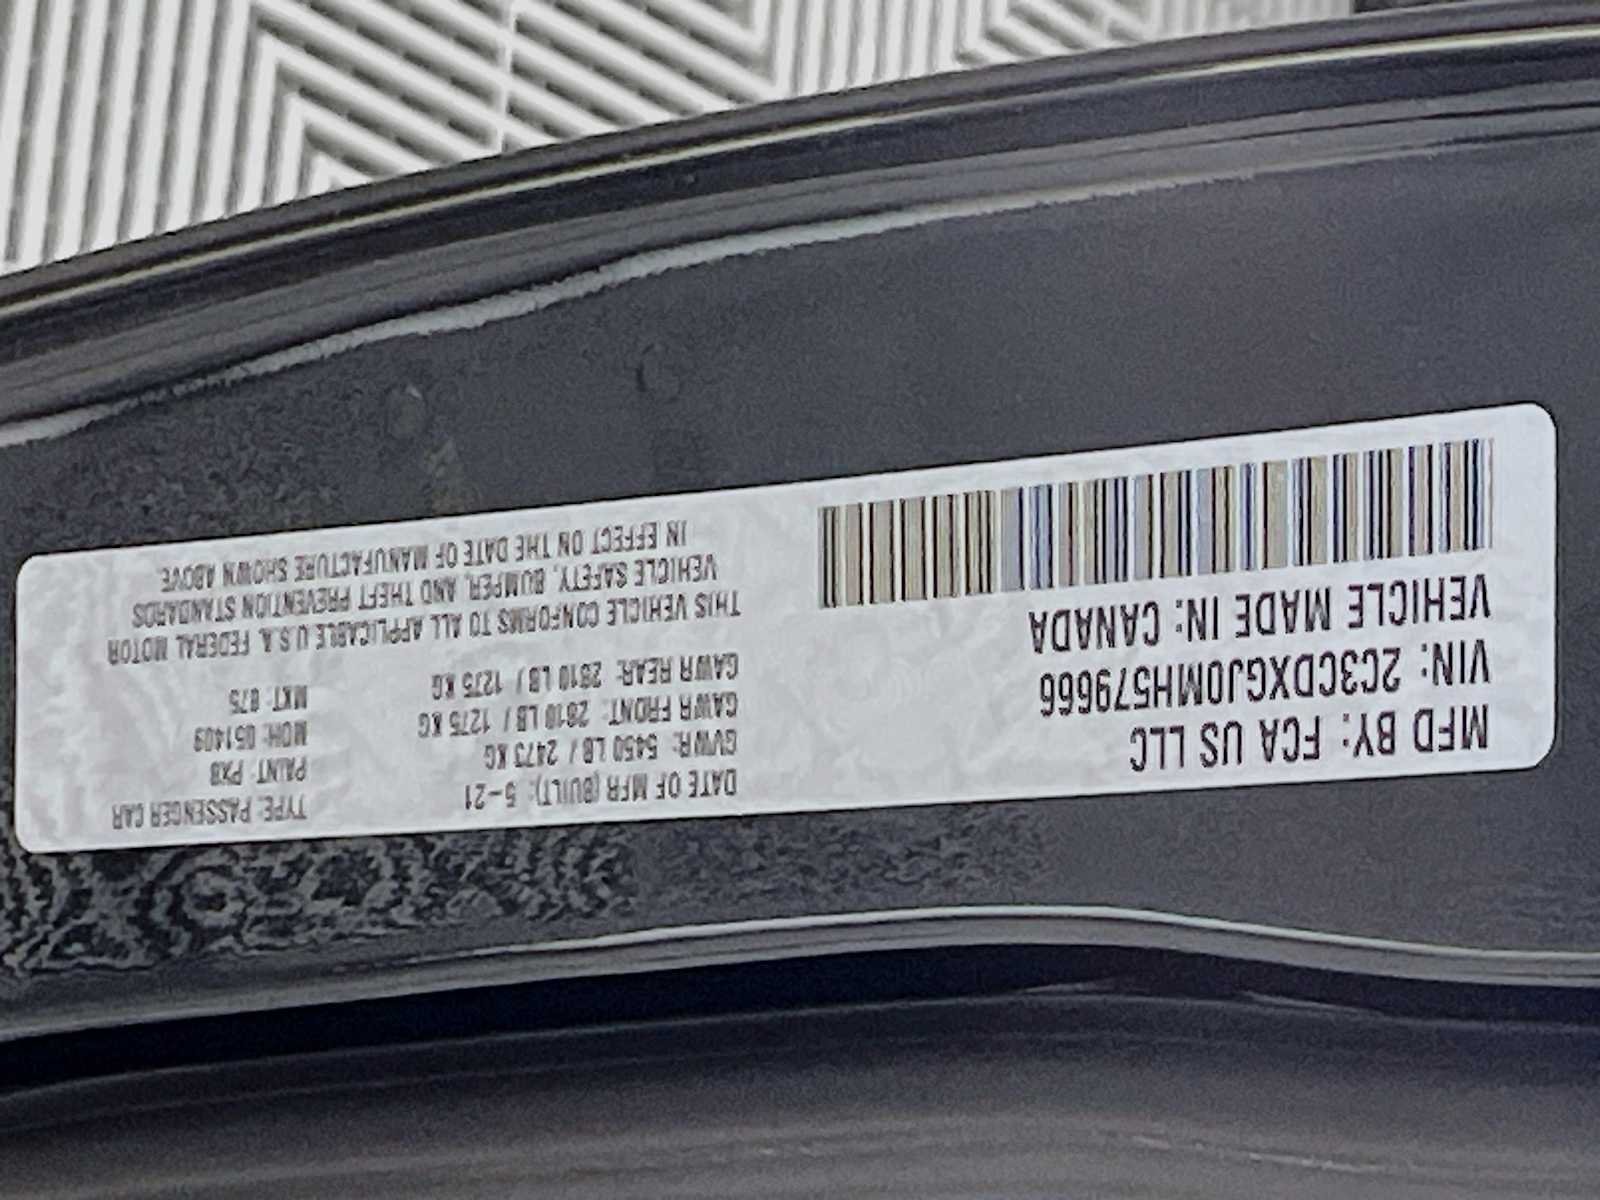 MFD BY: FCA US LLC
VIN: 2C3CDXGJ0MH579666
VEHICLE MADE IN: CANADA
DATE OF MFR (BUILT): 5-21
GVWR: 5450 LB / 2473 KG
GAWR FRONT: 2810 LB / 1275 KG
GAWR REAR: 2810 LB / 1275 KG
TYPE: PASSENGER CAR
PAINT: PX8
MDH: 051409
MKT: 875
THIS VEHICLE CONFORMS TO ALL APPLICABLE U.S.A. FEDERAL MOTOR
VEHICLE SAFETY, BUMPER, AND THEFT PREVENTION STANDARDS
IN EFFECT ON THE DATE OF MANUFACTURE SHOWN ABOVE.